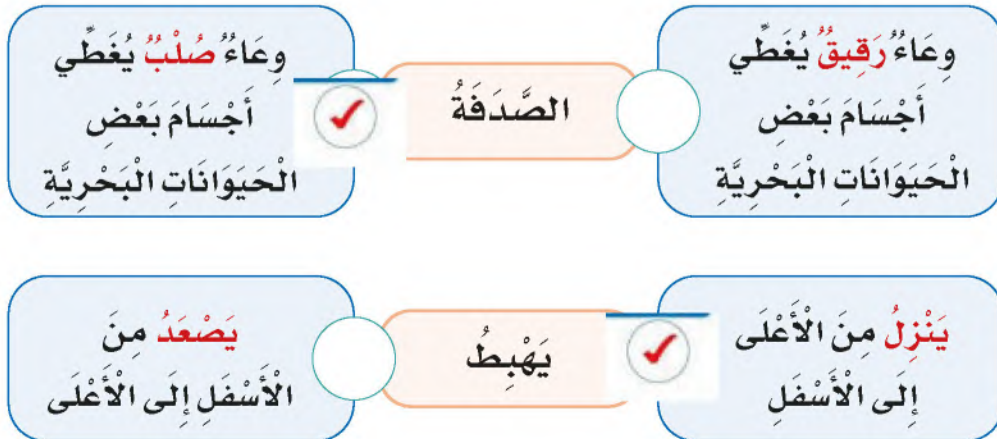 وِعَاءٌ رَقِيقٌ يُغَطِّي
أَجْسَامَ بَعْضِ
الْحَيَوَانَاتِ الْبَحْرِيَّةِ
الصَّدَفَةُ
وِعَاءٌ صُلْبٌ يُغَطِّي
أَجْسَامَ بَعْضِ
الْحَيَوَانَاتِ الْبَحْرِيَّةِ
يَنْزِلُ مِنَ الْأَعْلَى
إِلَى الْأَسْفَلِ
يَهْبِطُ
يَصْعَدُ مِنَ
الْأَسْفَلِ إِلَى الْأَعْلَى